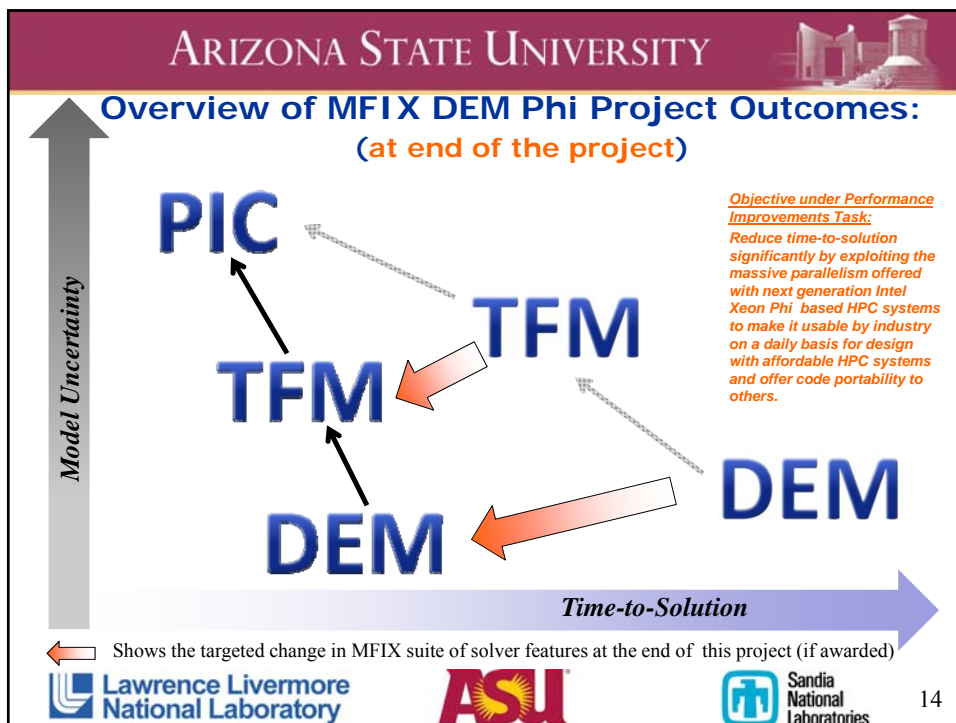 ARIZONA STATE UNIVERSITY
Overview of MFIX DEM Phi Project Outcomes:
(at end of the project)
Model Uncertainty
PIC
TFM
TFM
DEM
DEM
Objective under Performance
Improvements Task:
Reduce time-to-solution
significantly by exploiting the
massive parallelism offered
with next generation Intel
Xeon Phi based HPC systems
to make it usable by industry
on a daily basis for design
with affordable HPC systems
and offer code portability to
others.
Time-to-Solution
Shows the targeted change in MFIX suite of solver features at the end of this project (if awarded)
Lawrence Livermore
National Laboratory
ASU
Sandia
National
Laboratories
14